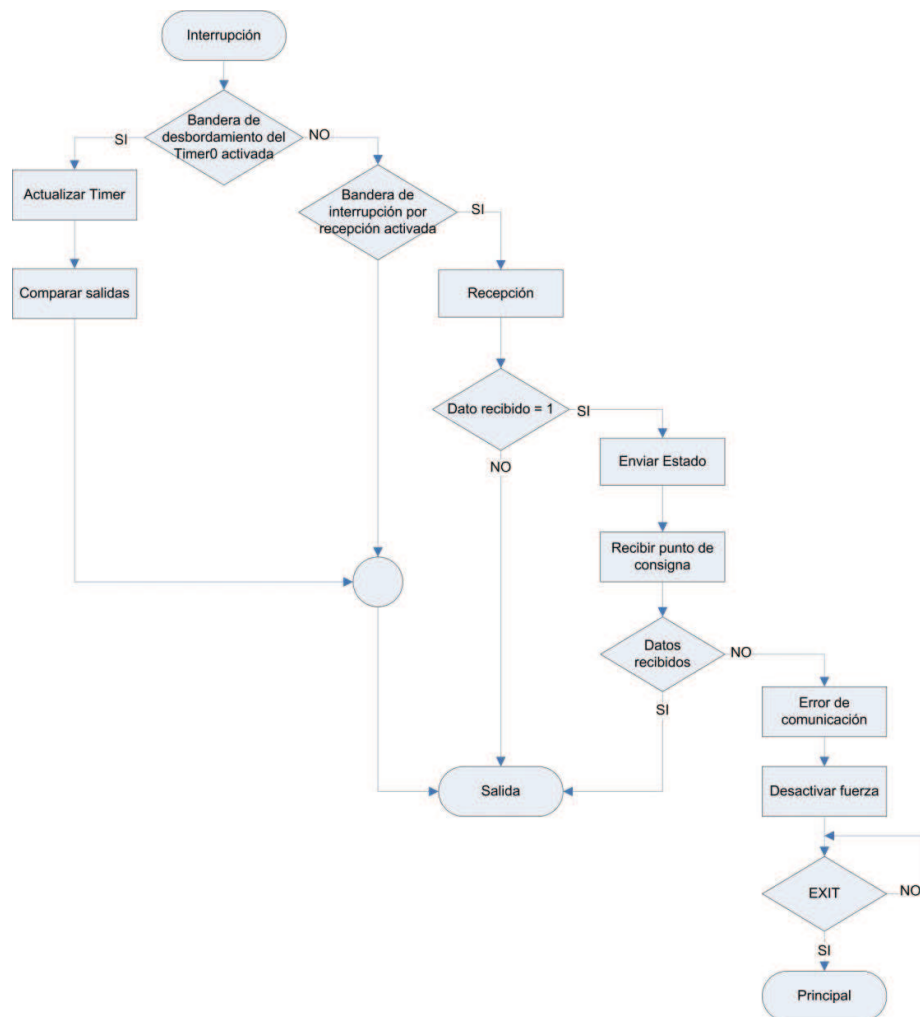 Interrupción
Bandera de
desbordamiento del
Timer0 activada
SI
NO
Actualizar Timer
Bandera de
interrupción por
recepción activada
SI
Comparar salidas
Recepción
Dato recibido = 1
SI
NO
Enviar Estado
Recibir punto de
consigna
Datos
recibidos
NO
SI
Error de
comunicación
Salida
Desactivar fuerza
EXIT
NO
SI
Principal